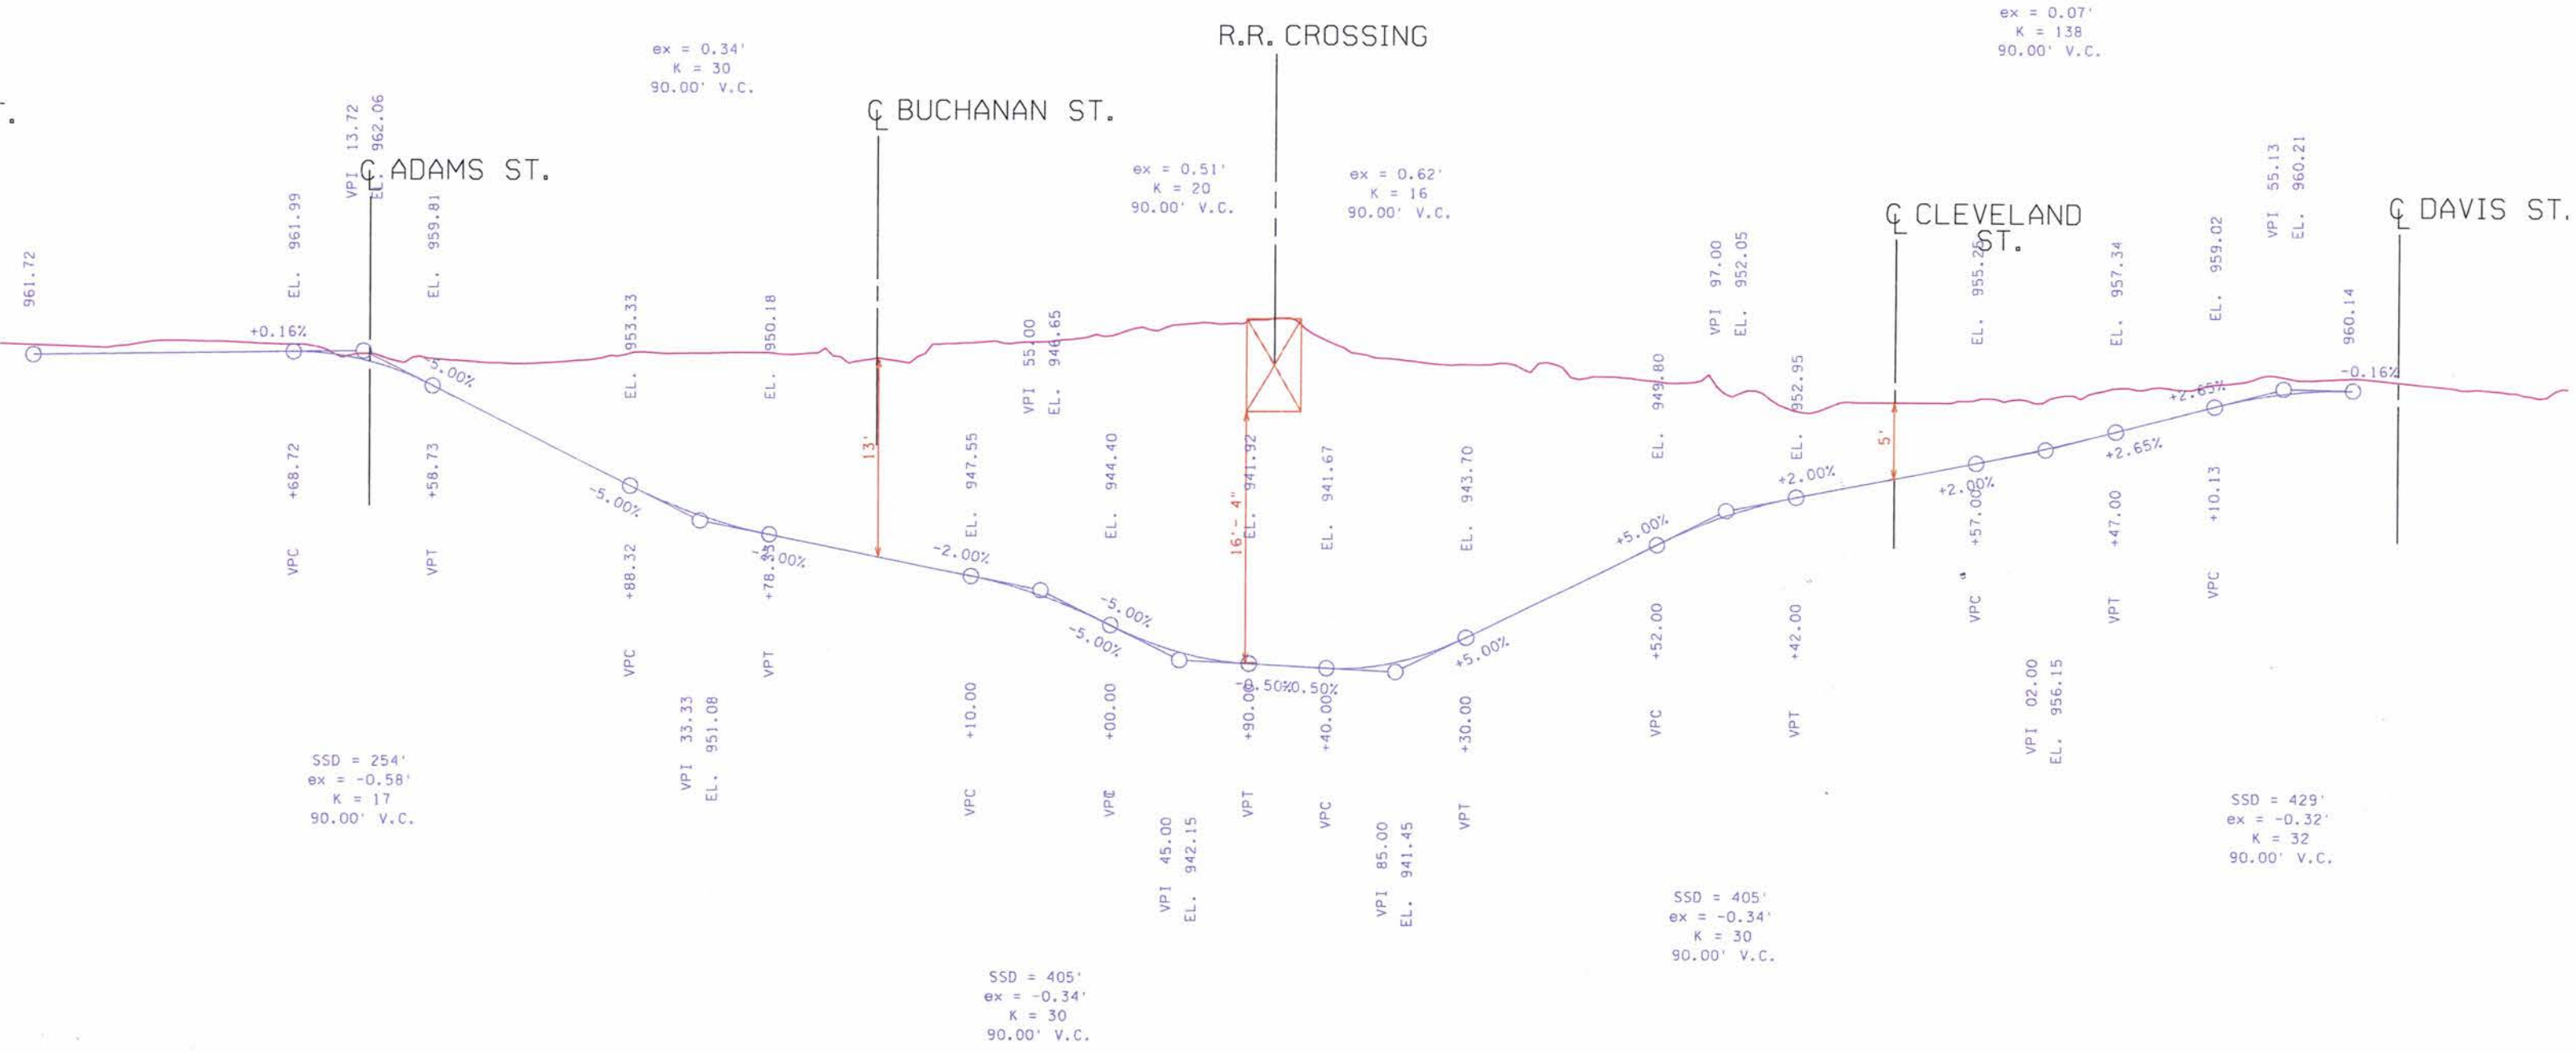 R.R. CROSSING
ex = 0.07'
K = 138
90.00' V.C.
ex = 0.34'
K = 30
90.00' V.C.
℄ BUCHANAN ST.
VPI 13.72
EL. 962.06
℄ ADAMS ST.
ex = 0.51'
K = 20
90.00' V.C.
ex = 0.62'
K = 16
90.00' V.C.
℄ CLEVELAND
ST.
℄ DAVIS ST.
VPI 55.13
EL. 960.21
961.72
EL. 961.99
EL. 959.81
EL. 953.33
EL. 950.18
VPI 55.00
EL. 946.65
VPI 97.00
EL. 952.05
EL. 957.34
EL. 959.02
960.14
+0.16%
-5.00%
-0.16%
EL. 949.80
EL. 952.95
+2.65%
13'
5'
EL. 947.55
EL. 944.40
EL. 941.92
EL. 941.67
EL. 943.70
16'- 4"
+2.00%
+2.00%
+2.65%
VPC +68.72
VPT +58.73
-5.00%
VPC +88.32
VPT
-2.00%
-5.00%
-5.00%
+5.00%
+5.00%
VPC +57.00
VPT +47.00
VPC +10.13
VPC +52.00
VPT +42.00
VPI 33.33
EL. 951.08
VPC +10.00
+00.00
VPT +90.00
VPC +40.00
VPT +30.00
VPI 02.00
EL. 956.15
VPI 45.00
EL. 942.15
VPI 85.00
EL. 941.45
SSD = 254'
ex = -0.58'
K = 17
90.00' V.C.
SSD = 429'
ex = -0.32'
K = 32
90.00' V.C.
SSD = 405'
ex = -0.34'
K = 30
90.00' V.C.
SSD = 405'
ex = -0.34'
K = 30
90.00' V.C.